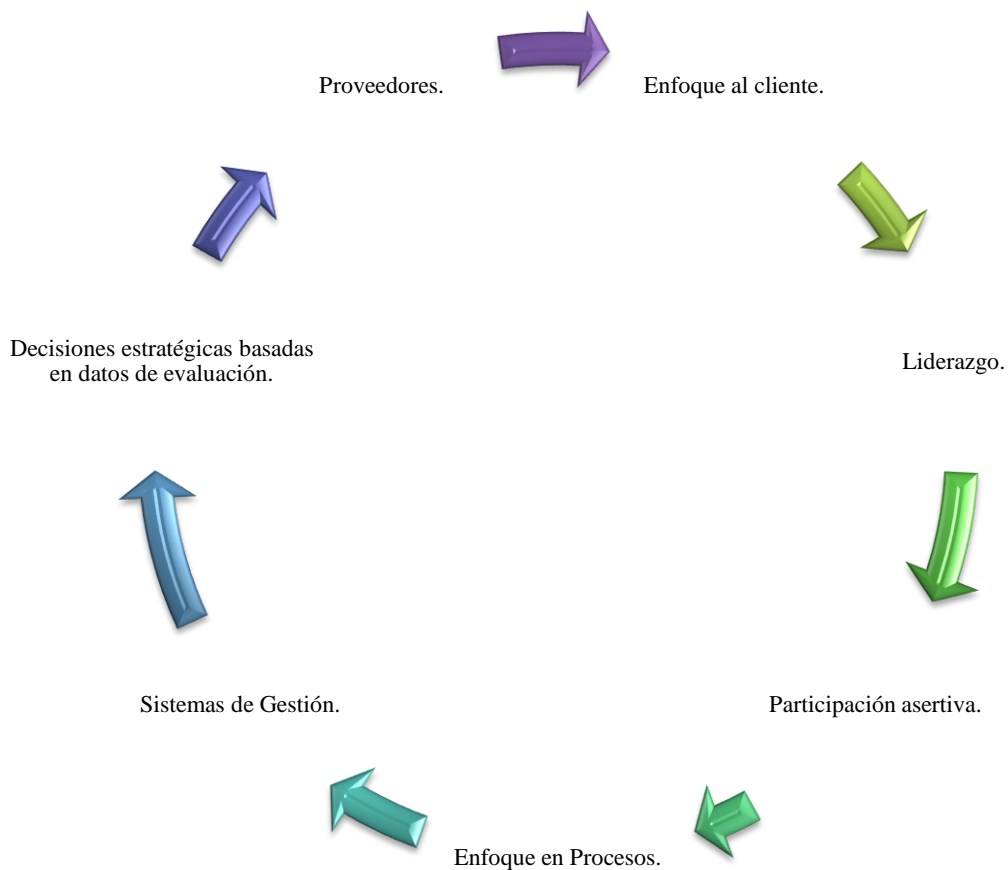 Proveedores.
Enfoque al cliente.
Decisiones estratégicas basadas
en datos de evaluación.
Liderazgo.
Sistemas de Gestión.
Participación asertiva.
Enfoque en Procesos.